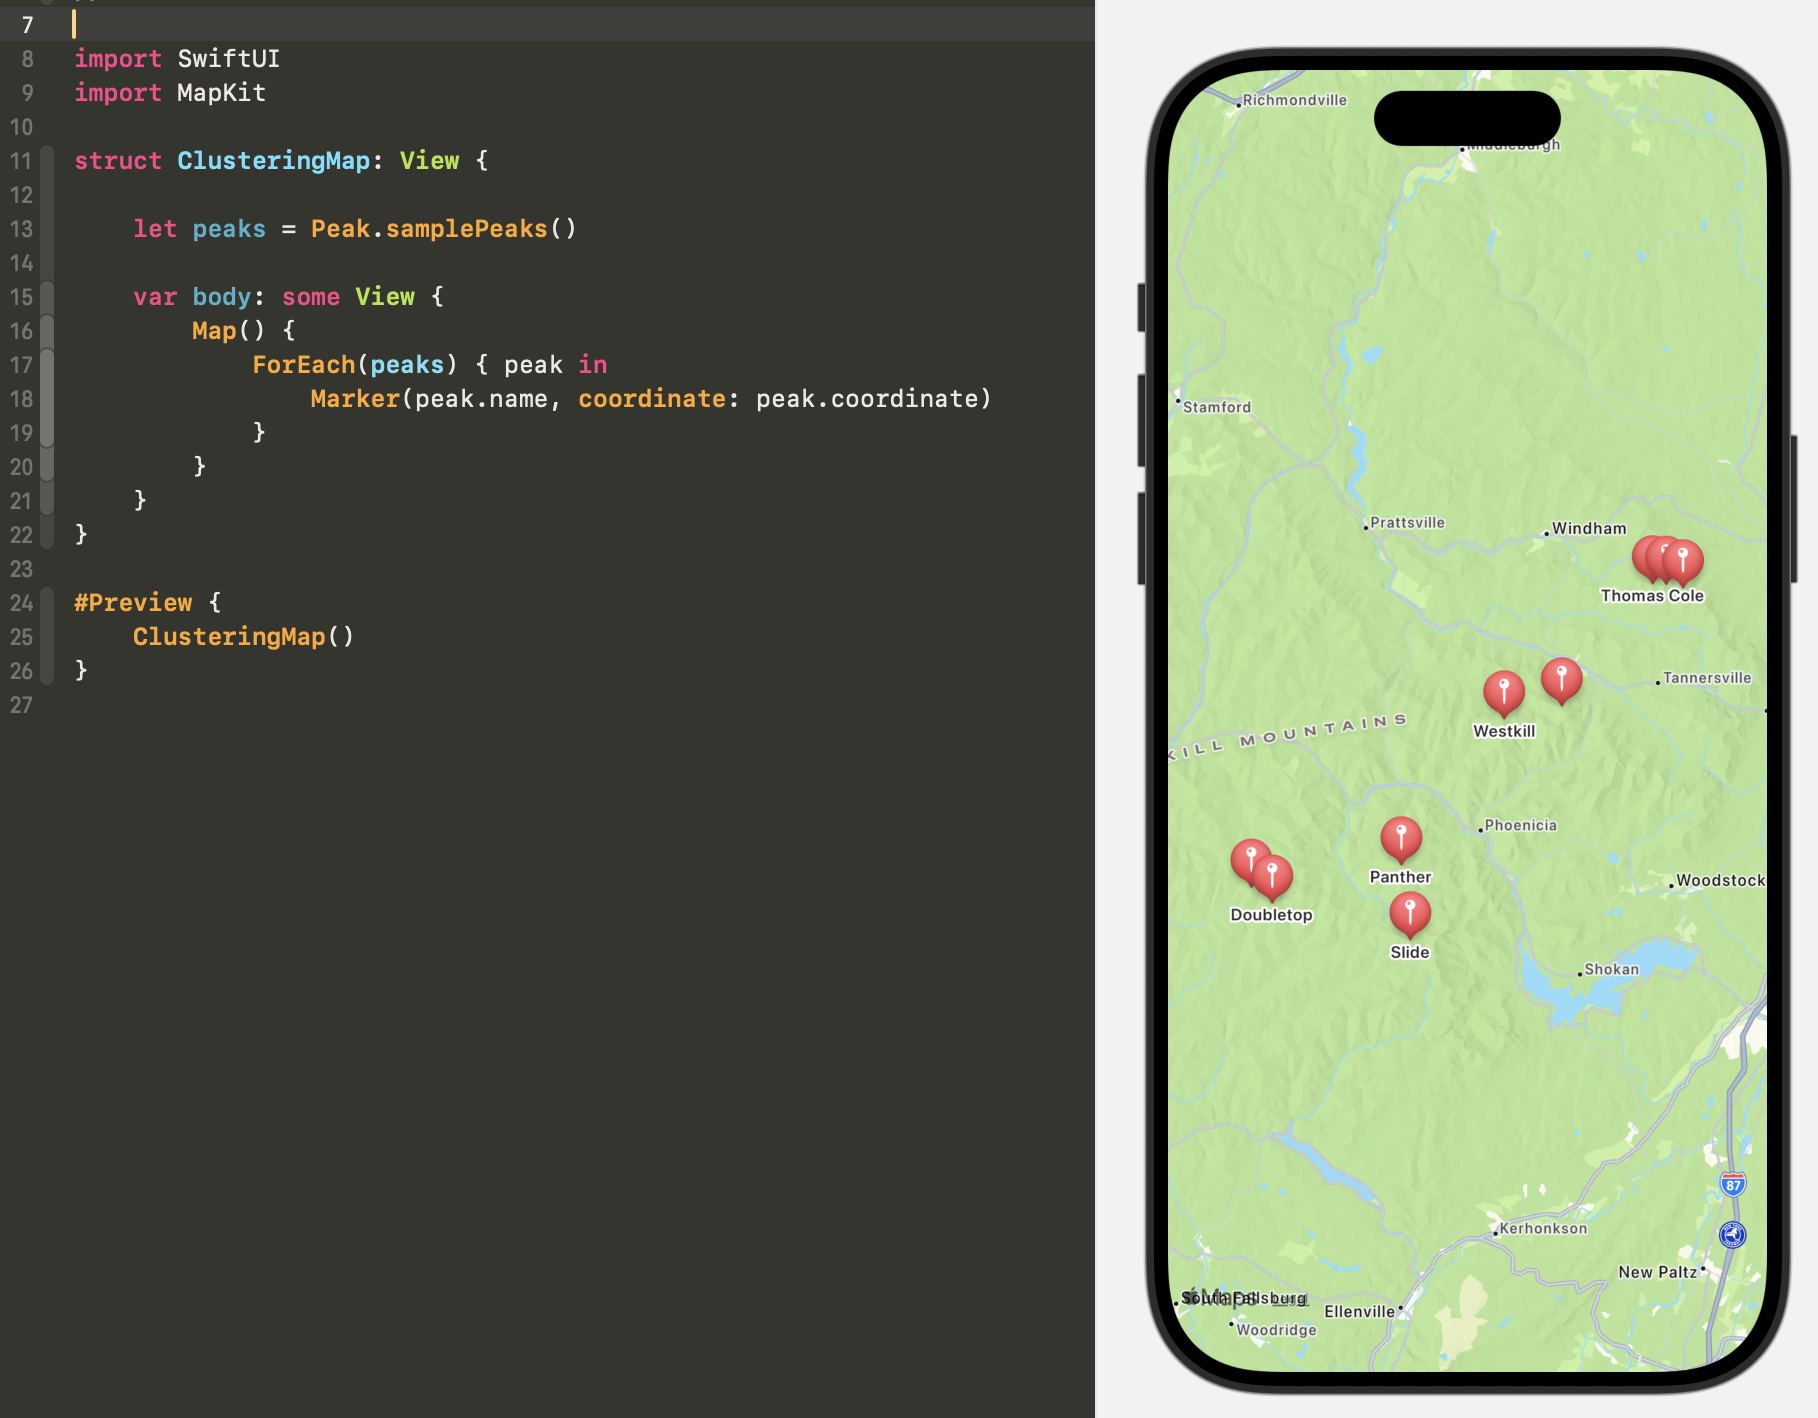 7
8 import SwiftUI
9 import MapKit
10
11 struct ClusteringMap: View {
12
13 let peaks = Peak.samplePeaks()
14
15 var body: some View {
16 Map() {
17 ForEach(peaks) { peak in
18 Marker(peak.name, coordinate: peak.coordinate)
19 }
20 }
21 }
22 }
23
24 #Preview {
25 ClusteringMap()
26 }
27
Richmondville
Middleburgh
Stamford
Prattsville
Windham
Thomas Cole
Tannersville
Westkill
KILL MOUNTAINS
Phoenicia
Panther
Woodstock
Doubletop
Slide
Shokan
87
Kerhonkson
New Paltz
South Fallsburg
Maps
Ellenville
Woodridge